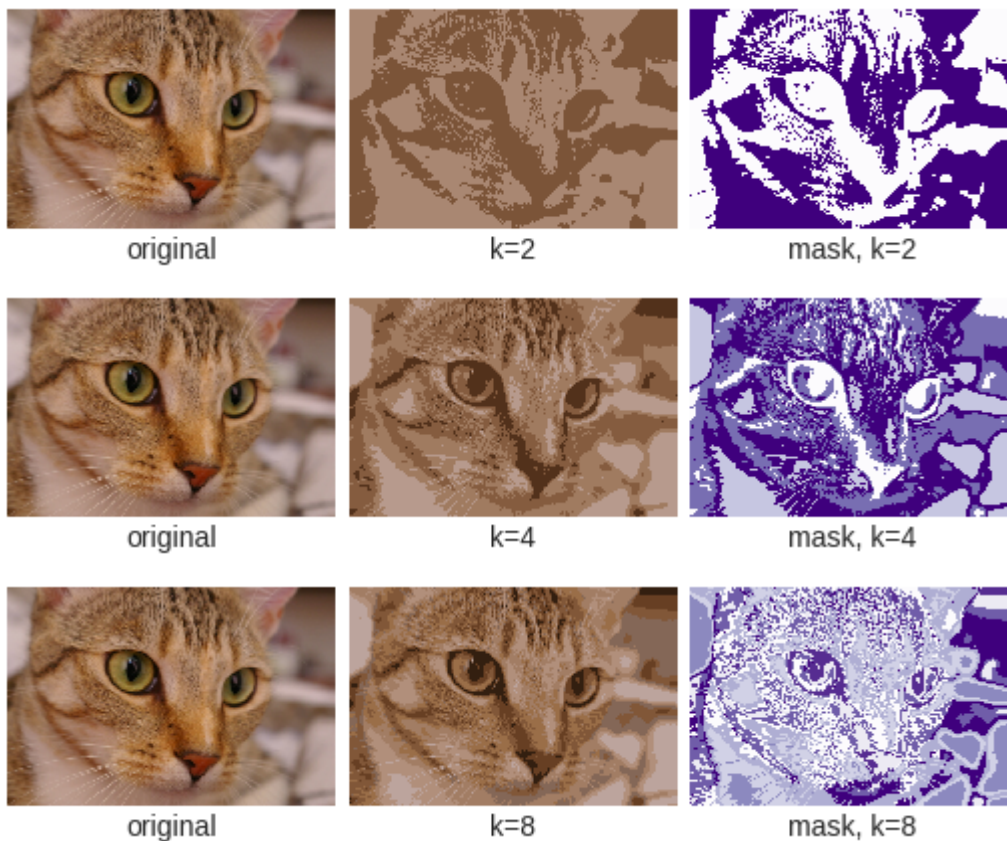 original k=2 mask, k=2
original k=4 mask, k=4
original k=8 mask, k=8